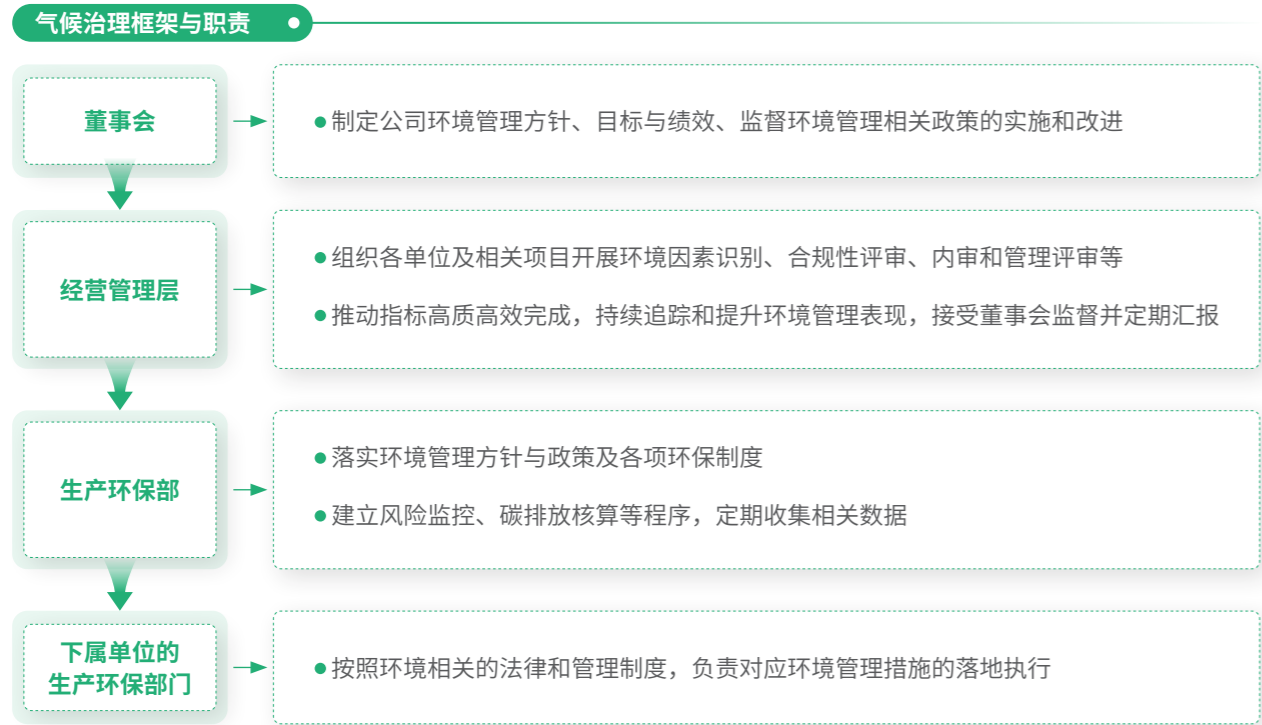 气候治理框架与职责
董事会
●制定公司环境管理方针、目标与绩效、监督环境管理相关政策的实施和改进
经营管理层
●组织各单位及相关项目开展环境因素识别、合规性评审、内审和管理评审等
●推动指标高质高效完成，持续追踪和提升环境管理表现，接受董事会监督并定期汇报
生产环保部
●落实环境管理方针与政策及各项环保制度
●建立风险监控、碳排放核算等程序，定期收集相关数据
下属单位的
生产环保部门
●按照环境相关的法律和管理制度，负责对应环境管理措施的落地执行